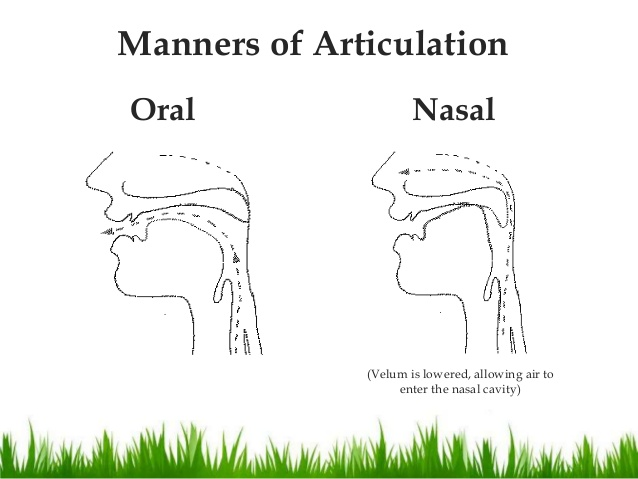 Manners of Articulation
Oral
Nasal
(Velum is lowered, allowing air to
enter the nasal cavity)